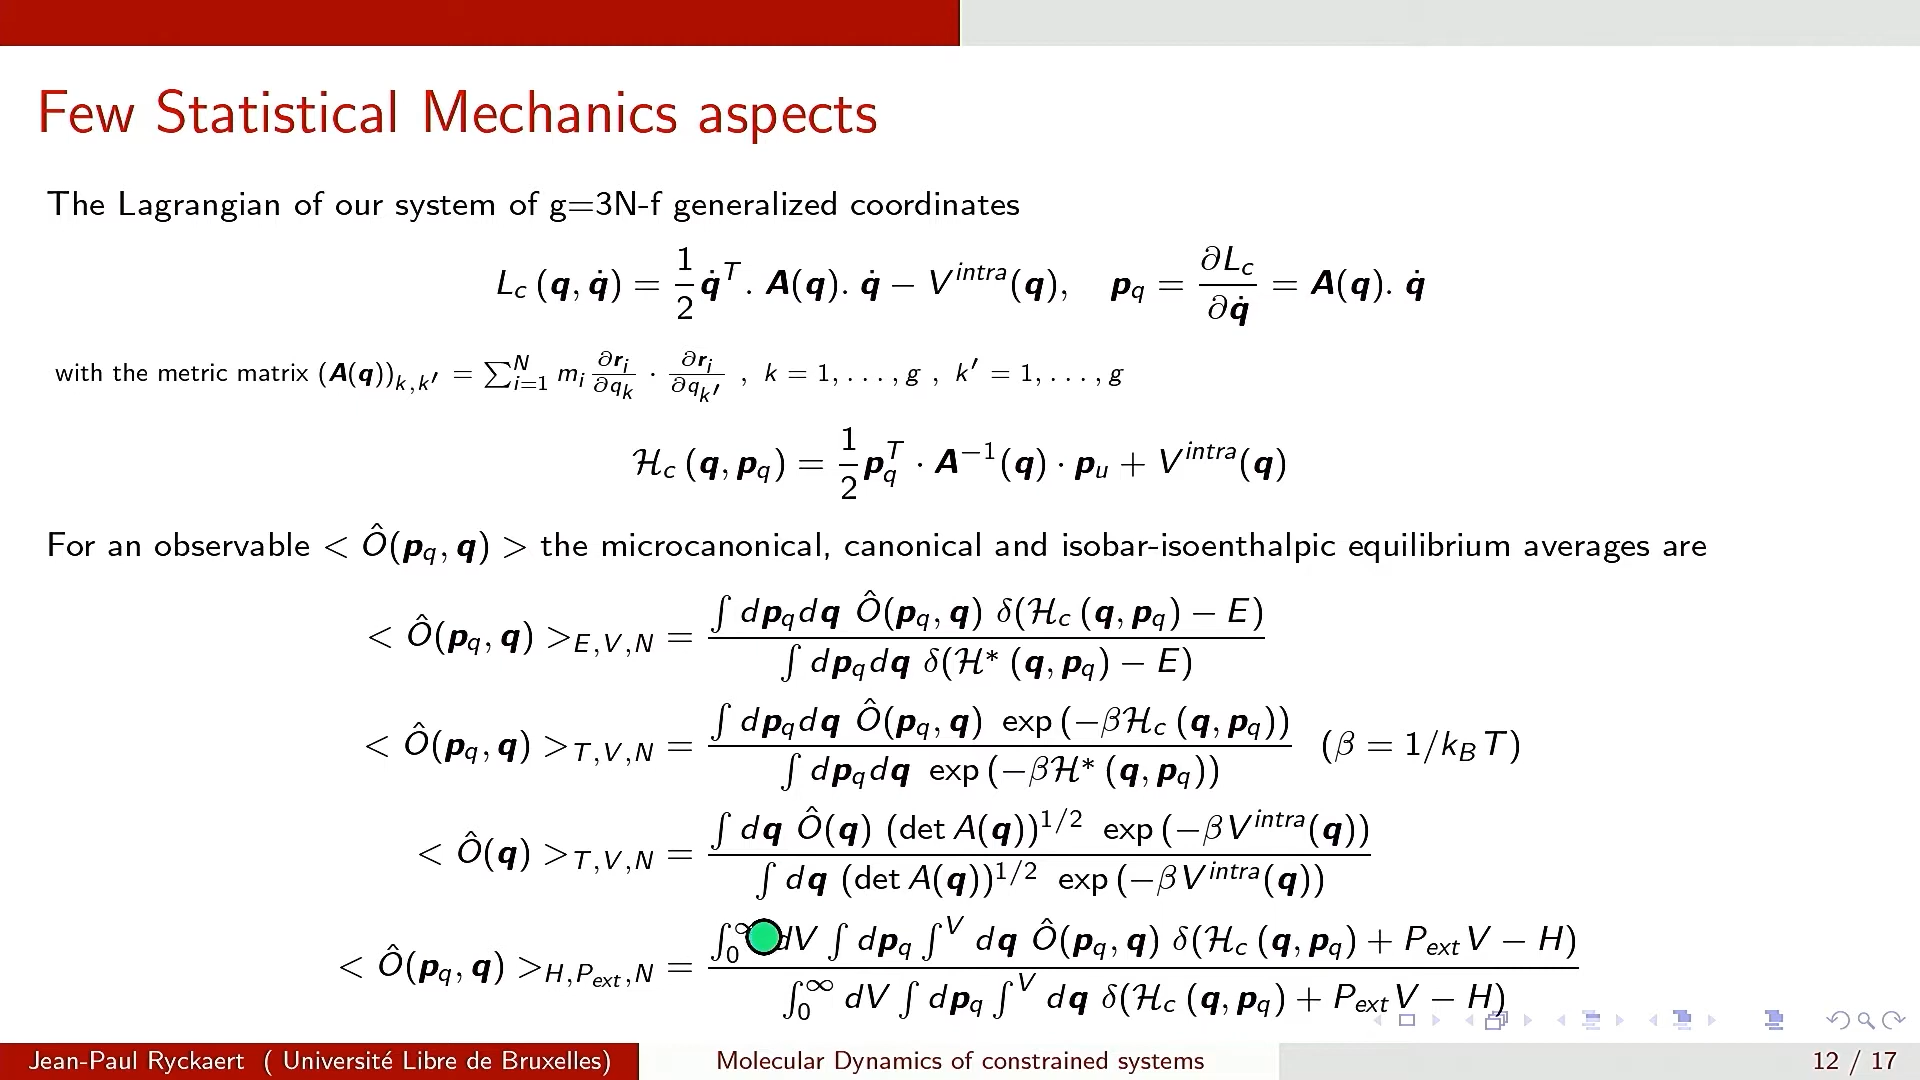 Few Statistical Mechanics aspects
The Lagrangian of our system of g=3N-f generalized coordinates
L_c (q, q̇) = 1/2 q̇^T . A(q). q̇ − V^intra(q),   p_q = ∂L_c/∂q̇ = A(q). q̇
with the metric matrix (A(q))_{k,k′} = ∑_{i=1}^N m_i ∂r_i/∂q_k · ∂r_i/∂q_k′ , k = 1, . . . , g , k′ = 1, . . . , g
ℋ_c (q, p_q) = 1/2 p_q^T · A^−1(q) · p_u + V^intra(q)
For an observable < Ô(p_q, q) > the microcanonical, canonical and isobar-isoenthalpic equilibrium averages are
< Ô(p_q, q) >_{E,V,N} = ∫ dp_q dq Ô(p_q, q) δ(ℋ_c (q, p_q) − E) / ∫ dp_q dq δ(ℋ* (q, p_q) − E)
< Ô(p_q, q) >_{T,V,N} = ∫ dp_q dq Ô(p_q, q) exp (−βℋ_c (q, p_q)) / ∫ dp_q dq exp (−βℋ* (q, p_q))   (β = 1/k_B T)
< Ô(q) >_{T,V,N} = ∫ dq Ô(q) (det A(q))^{1/2} exp (−βV^intra(q)) / ∫ dq (det A(q))^{1/2} exp (−βV^intra(q))
< Ô(p_q, q) >_{H,P_ext,N} = ∫_0^∞ dV ∫ dp_q ∫^V dq Ô(p_q, q) δ(ℋ_c (q, p_q) + P_ext V − H) / ∫_0^∞ dV ∫ dp_q ∫^V dq δ(ℋ_c (q, p_q) + P_ext V − H)
Jean-Paul Ryckaert ( Université Libre de Bruxelles) Molecular Dynamics of constrained systems 12 / 17